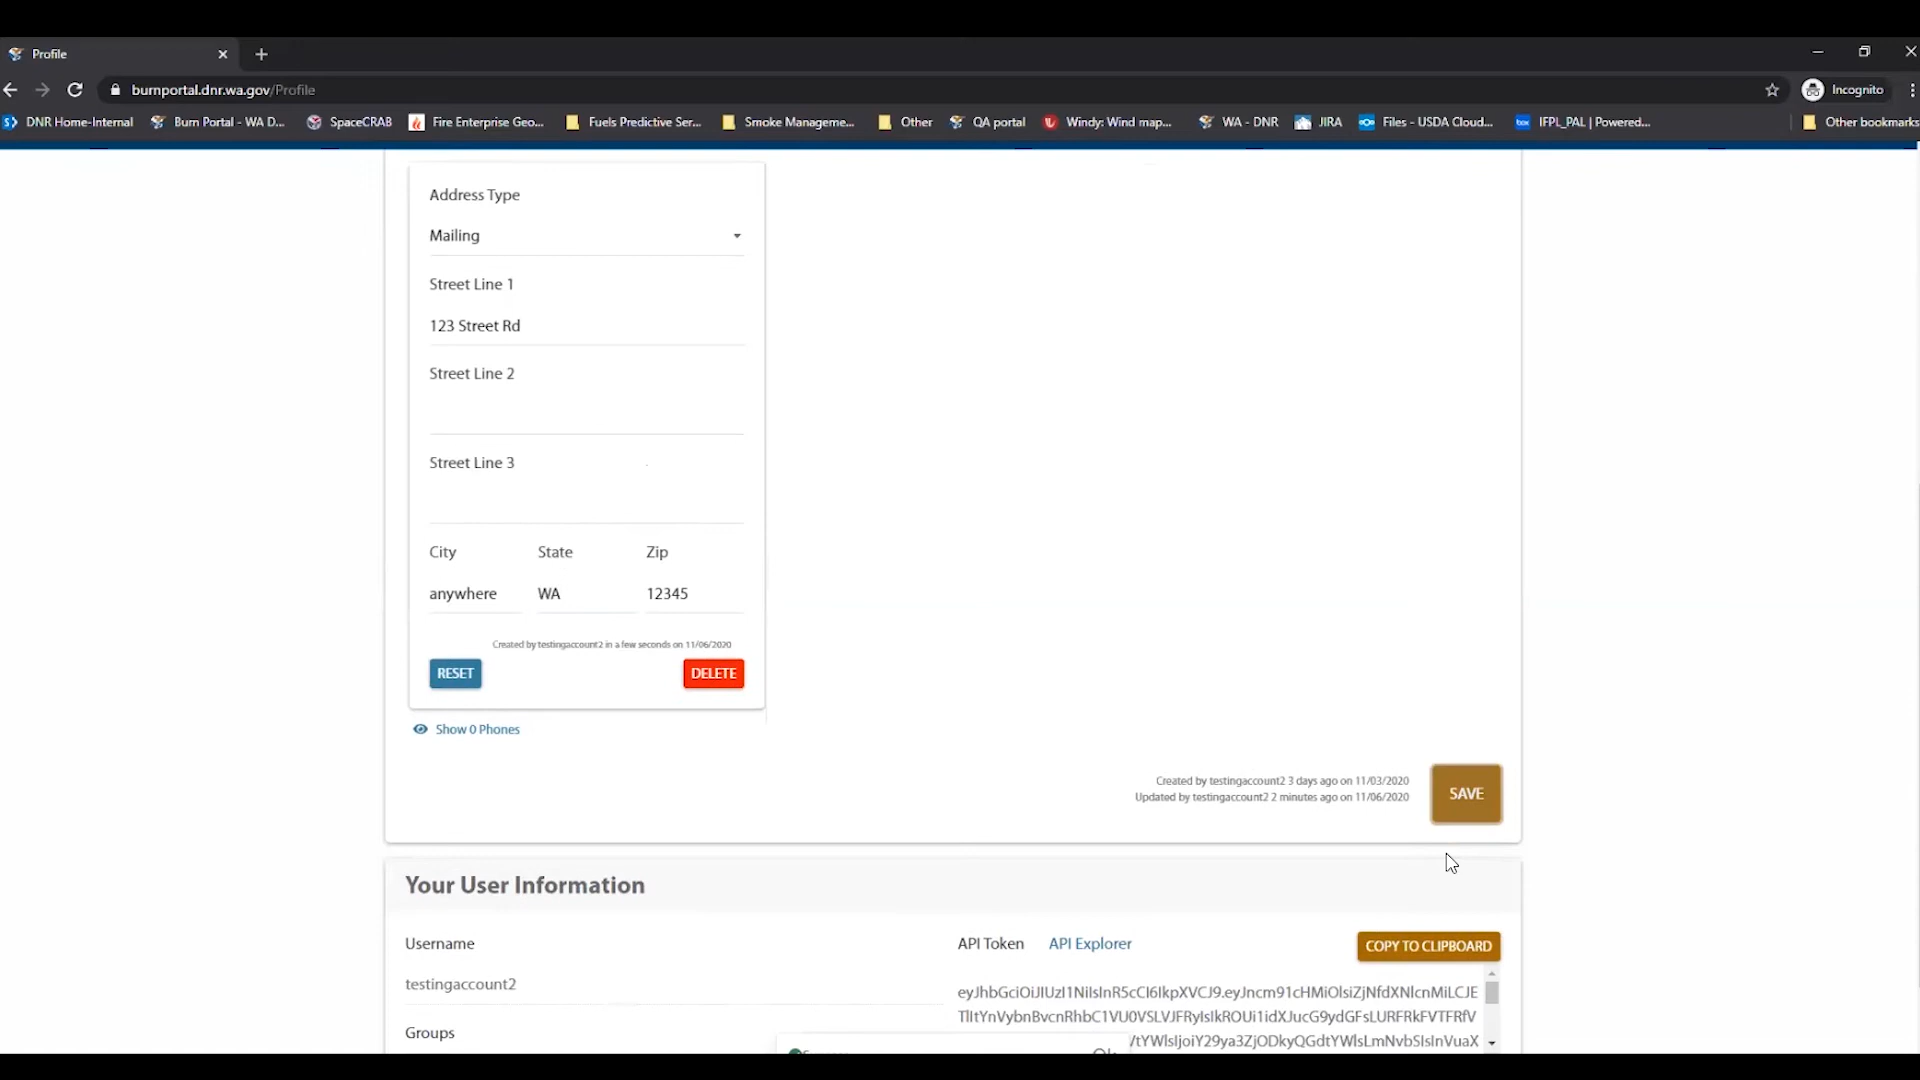 Profile
burnportal.dnr.wa.gov/Profile
Incognito
DNR Home-Internal
Burn Portal - WA D...
SpaceCRAB
Fire Enterprise Geo...
Fuels Predictive Ser...
Smoke Manageme...
Other
QA portal
Windy: Wind map...
WA - DNR
JIRA
Files - USDA Cloud...
box
IFPL_PAL | Powered...
Other bookmarks
Address Type
Mailing
Street Line 1
123 Street Rd
Street Line 2
Street Line 3
City State Zip
anywhere WA 12345
Created by testingaccount2 in a few seconds on 11/06/2020
RESET DELETE
Show 0 Phones
Created by testingaccount2 3 days ago on 11/03/2020
Updated by testingaccount2 2 minutes ago on 11/06/2020
SAVE
Your User Information
Username
testingaccount2
Groups
API Token API Explorer
COPY TO CLIPBOARD